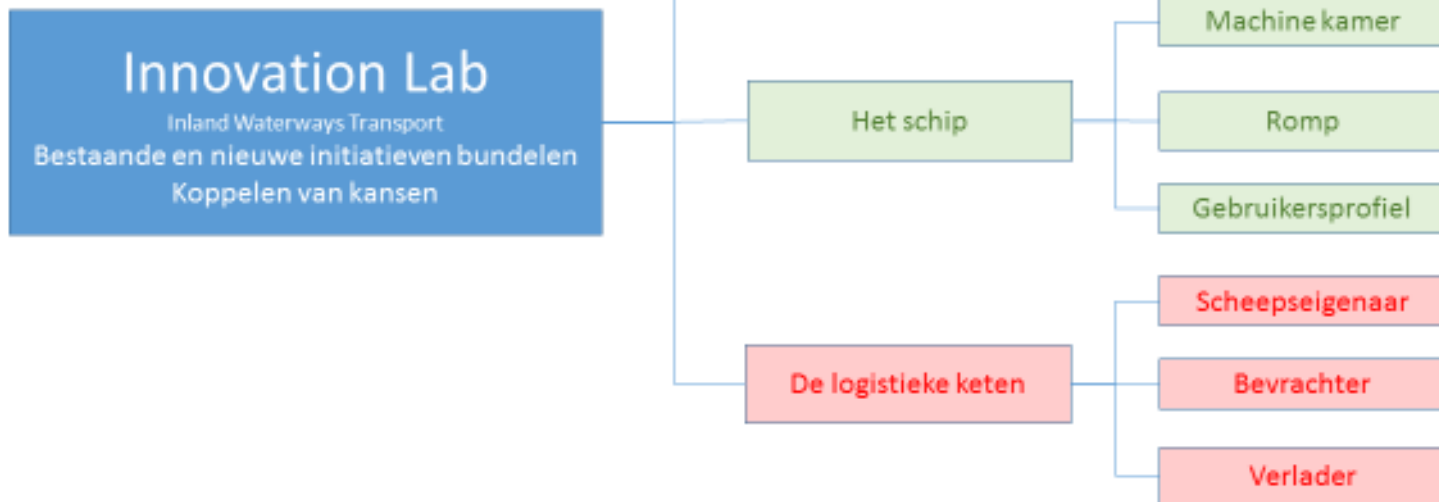 Innovation Lab
Inland Waterways Transport
Bestaande en nieuwe initiatieven bundelen
Koppelen van kansen
Het schip
Machine kamer
Romp
Gebruikersprofiel
De logistieke keten
Scheepseigenaar
Bevrachter
Verlader